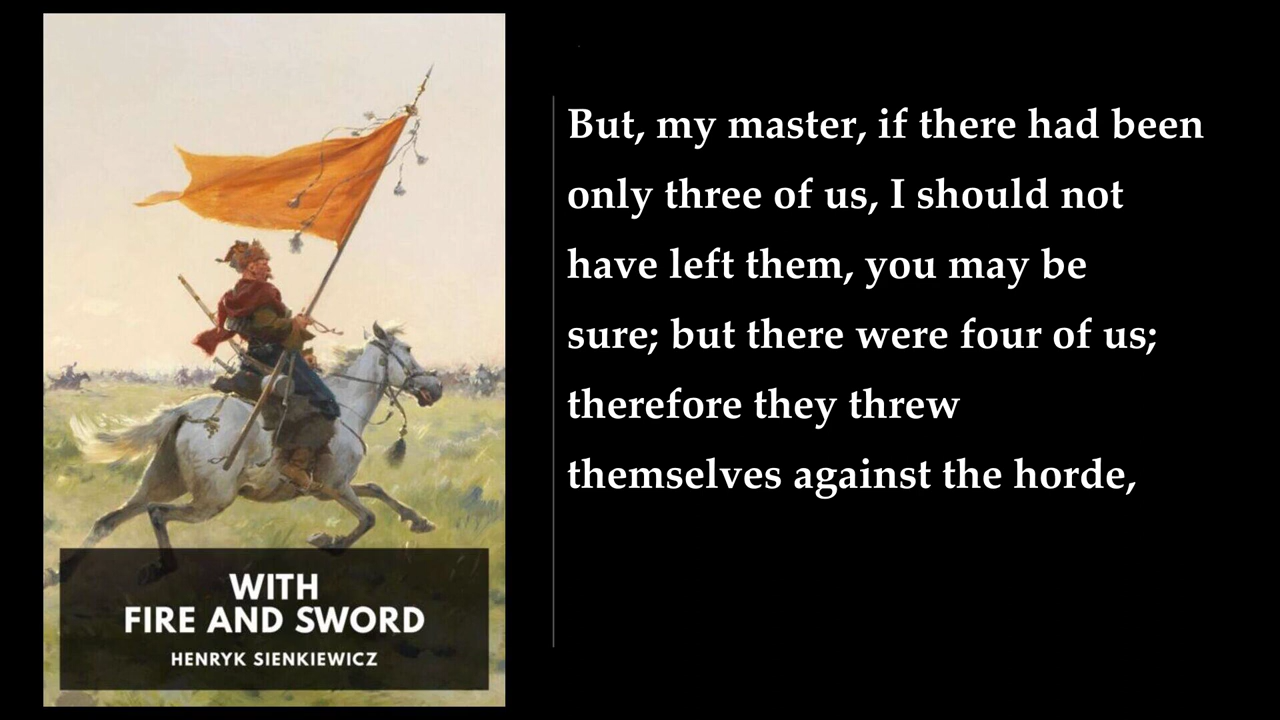 WITH
FIRE AND SWORD
HENRYK SIENKIEWICZ
But, my master, if there had been
only three of us, I should not
have left them, you may be
sure; but there were four of us;
therefore they threw
themselves against the horde,